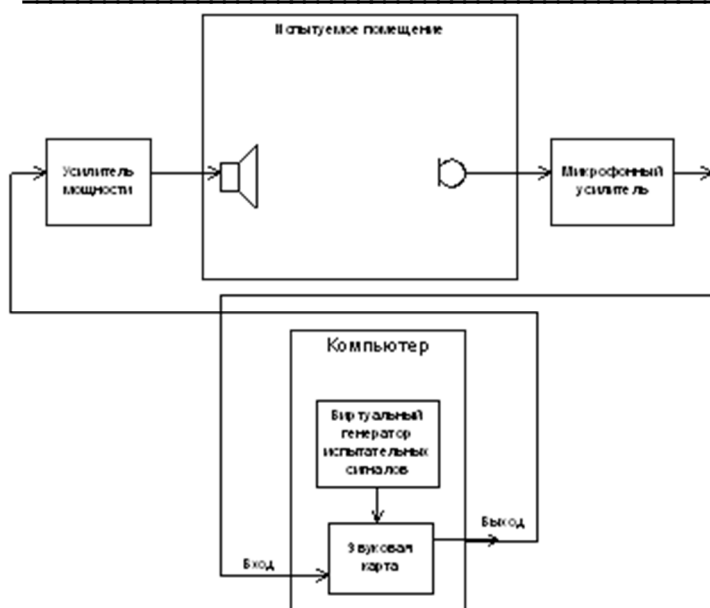 Испытуемое помещение
Усилитель
мощности
Микрофонный
усилитель
Компьютер
Виртуальный
генератор
испытательных
сигналов
Выход
Звуковая
карта
Вход